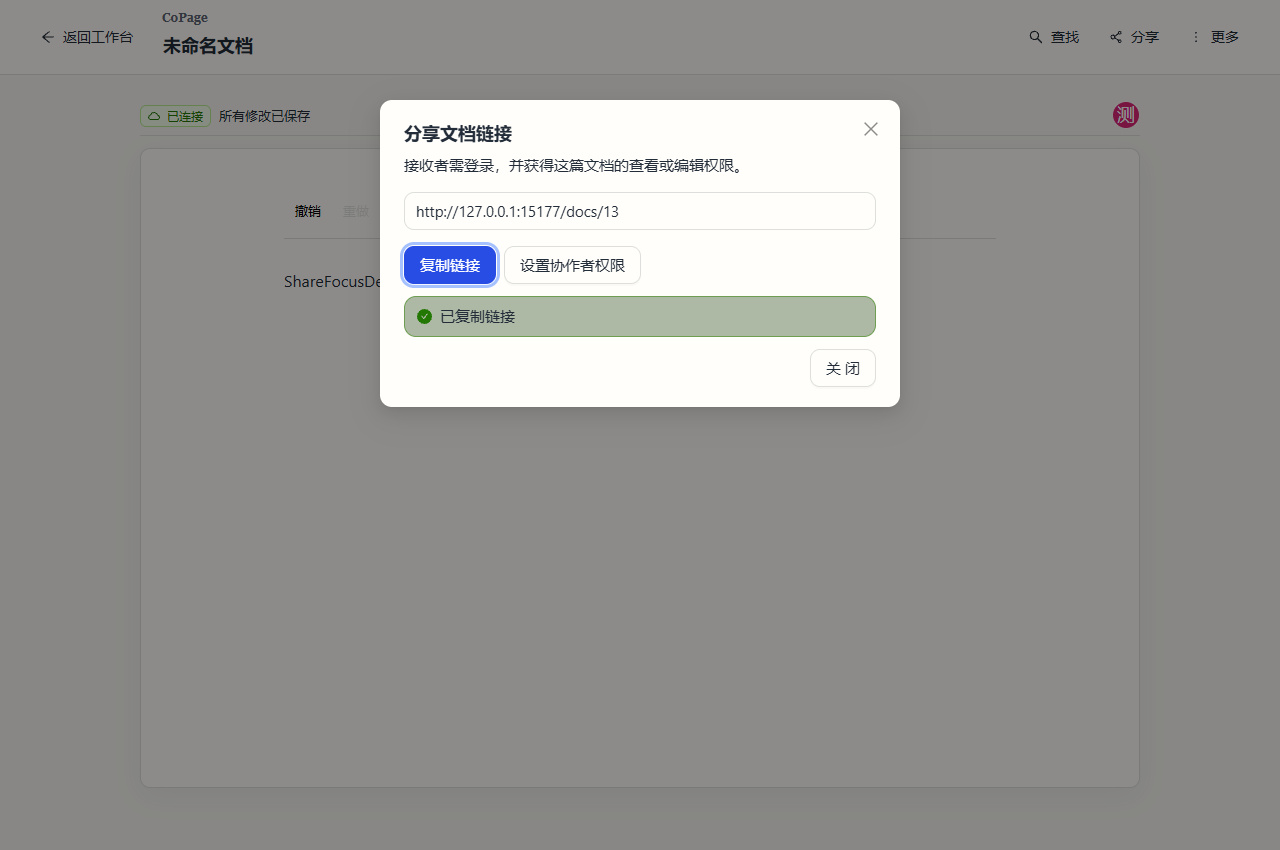 CoPage
返回工作台
未命名文档
查找
分享
更多
已连接
所有修改已保存
测
撤销
重做
ShareFocusDe
分享文档链接
接收者需登录，并获得这篇文档的查看或编辑权限。
http://127.0.0.1:15177/docs/13
复制链接
设置协作者权限
已复制链接
关 闭